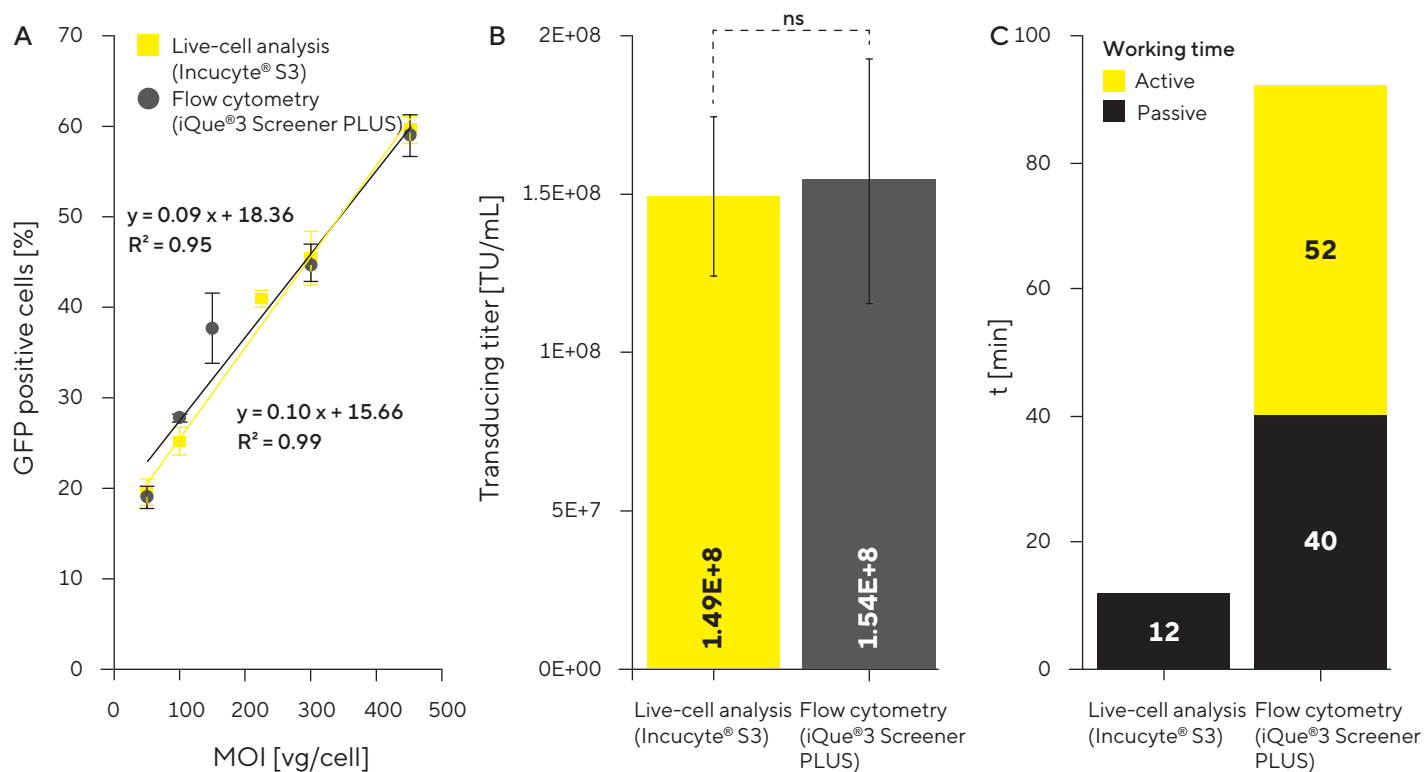 A
GFP positive cells [%]
70
60
50
40
30
20
10
0
Live-cell analysis
(Incucyte® S3)
Flow cytometry
(iQue®3 Screener PLUS)
y = 0.09 x + 18.36
R² = 0.95
y = 0.10 x + 15.66
R² = 0.99
0
100
200
300
400
500
MOI [vg/cell]
B
Transducing titer [TU/mL]
2E+08
1.5E+08
1E+08
5E+7
0E+00
ns
1.49E+8
1.54E+8
Live-cell analysis
(Incucyte® S3)
Flow cytometry
(iQue®3 Screener
PLUS)
C
t [min]
100
80
60
40
20
0
Working time
Active
Passive
12
52
40
Live-cell analysis
(Incucyte® S3)
Flow cytometry
(iQue®3 Screener
PLUS)